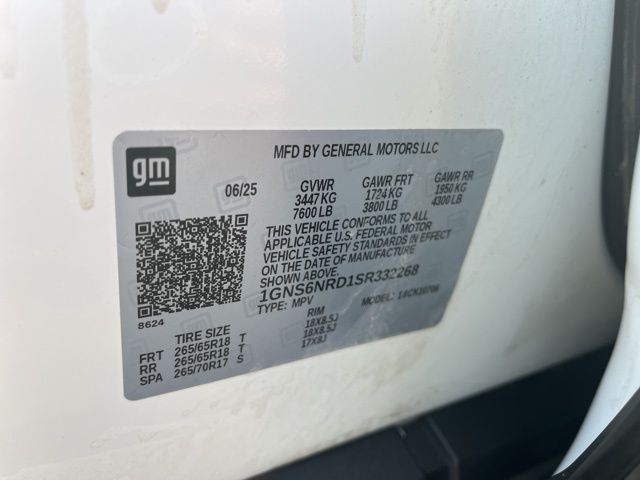 MFD BY GENERAL MOTORS LLC
gm
06/25
GVWR GAWR FRT GAWR RR
3447 KG 1724 KG 1950 KG
7600 LB 3800 LB 4300 LB
THIS VEHICLE CONFORMS TO ALL
APPLICABLE U.S. FEDERAL MOTOR
VEHICLE SAFETY STANDARDS IN EFFECT
ON THE DATE OF MANUFACTURE
SHOWN ABOVE.
1GNS6NRD1SR332268
TYPE: MPV MODEL: 14CK10706
8624
TIRE SIZE RIM
FRT 265/65R18 T 18X8.5J
RR 265/65R18 T 18X8.5J
SPA 265/70R17 S 17X8J